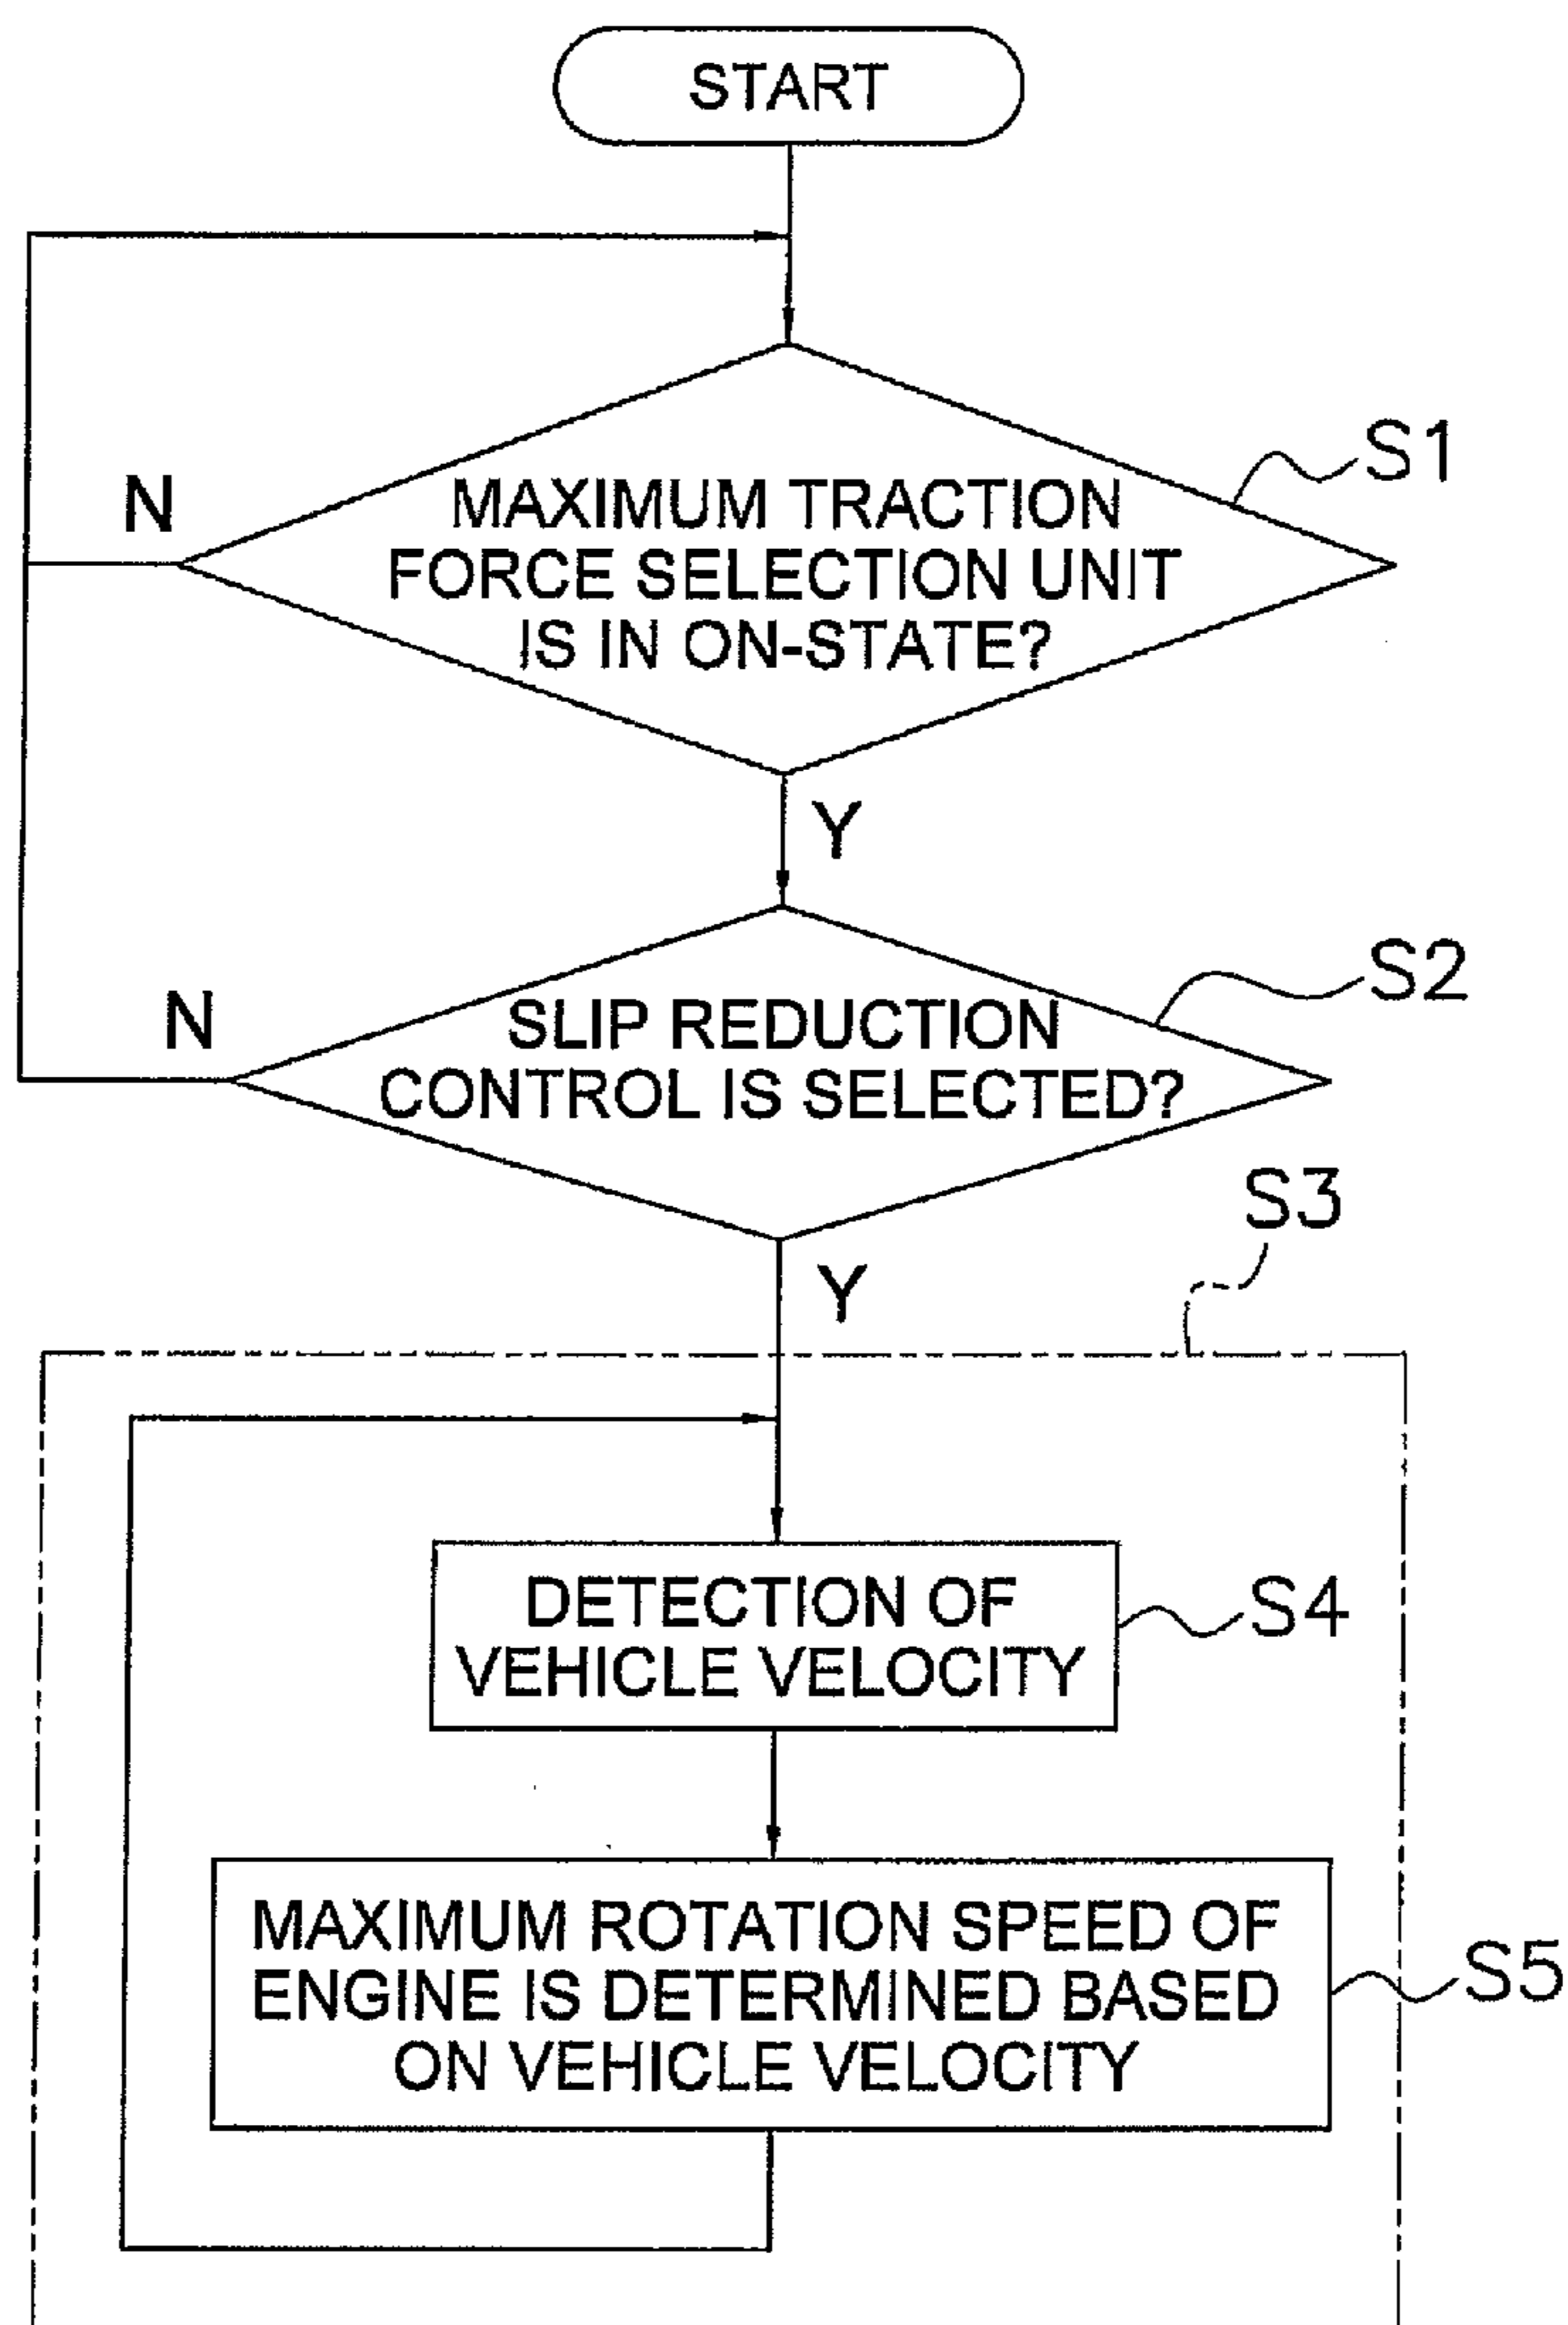 START
S1
N
MAXIMUM TRACTION
FORCE SELECTION UNIT
IS IN ON-STATE?
Y
S2
N
SLIP REDUCTION
CONTROL IS SELECTED?
S3
Y
DETECTION OF
VEHICLE VELOCITY
S4
MAXIMUM ROTATION SPEED OF
ENGINE IS DETERMINED BASED
ON VEHICLE VELOCITY
S5